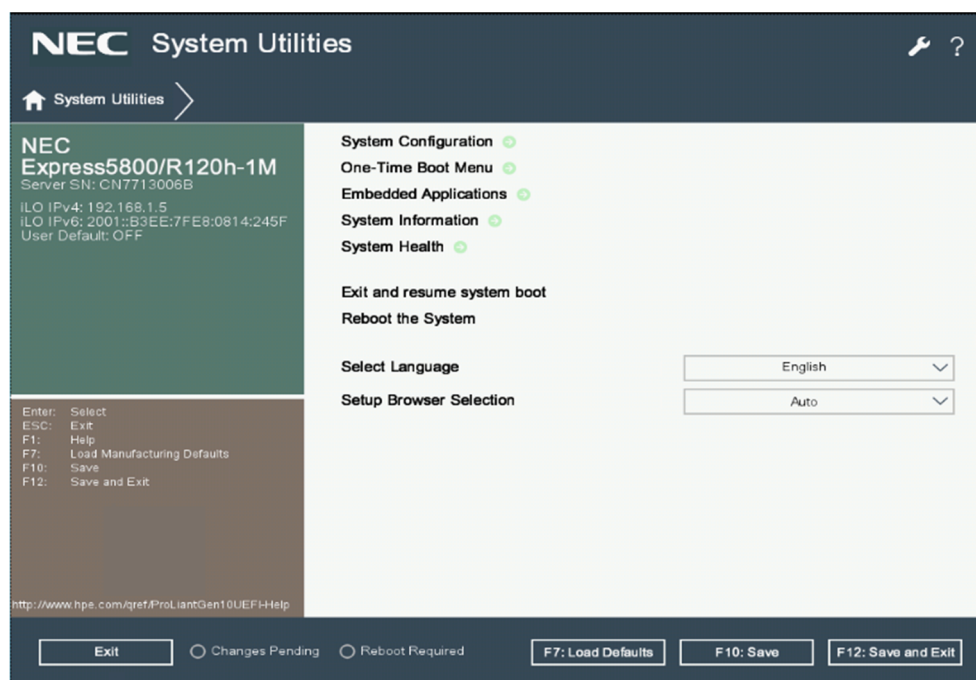 NEC System Utilities
?
System Utilities
NEC
Express5800/R120h-1M
Server SN: CN7713006B
iLO IPv4: 192.168.1.5
iLO IPv6: 2001::B3EE:7FE8:0814:245F
User Default: OFF
Enter: Select
ESC: Exit
F1: Help
F7: Load Manufacturing Defaults
F10: Save
F12: Save and Exit
http://www.hpe.com/qref/ProLiantGen10UEFI-Help
System Configuration
One-Time Boot Menu
Embedded Applications
System Information
System Health
Exit and resume system boot
Reboot the System
Select Language English
Setup Browser Selection Auto
Exit Changes Pending Reboot Required F7: Load Defaults F10: Save F12: Save and Exit